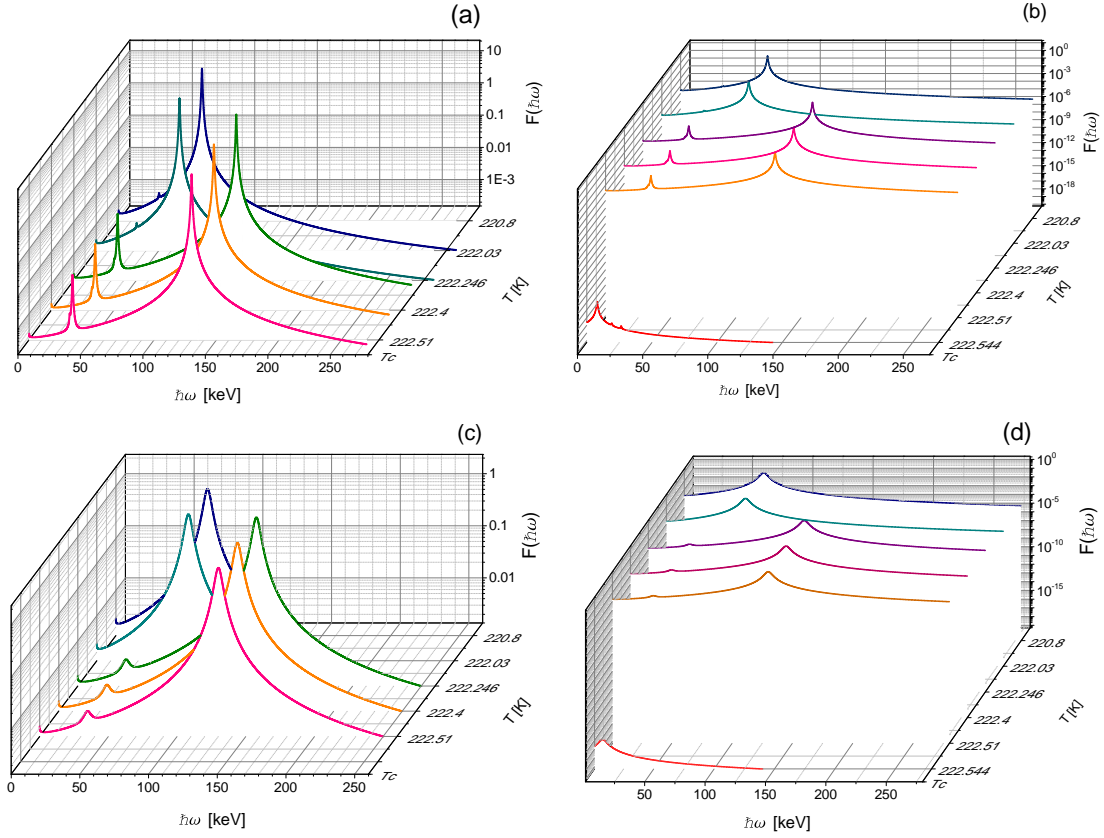 (a)
10
1
0.1
0.01
1E-3
F(ħω)
220.8
222.03
222.246
222.4
222.51
Tc
T [K]
0 50 100 150 200 250
ħω [keV]
(b)
10⁰
10⁻³
10⁻⁶
10⁻⁹
10⁻¹²
10⁻¹⁵
10⁻¹⁸
F(ħω)
220.8
222.03
222.246
222.4
222.51
222.544
Tc
T [K]
0 50 100 150 200 250
ħω [keV]
(c)
1
0.1
0.01
F(ħω)
220.8
222.03
222.246
222.4
222.51
Tc
T [K]
0 50 100 150 200 250
ħω [keV]
(d)
10⁰
10⁻⁵
10⁻¹⁰
10⁻¹⁵
F(ħω)
220.8
222.03
222.246
222.4
222.51
222.544
Tc
T [K]
50 100 150 200 250
ħω [keV]